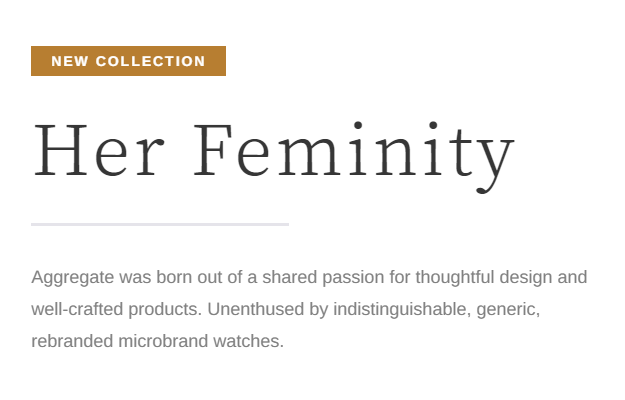 NEW COLLECTION
Her Feminity
Aggregate was born out of a shared passion for thoughtful design and
well-crafted products. Unenthused by indistinguishable, generic,
rebranded microbrand watches.